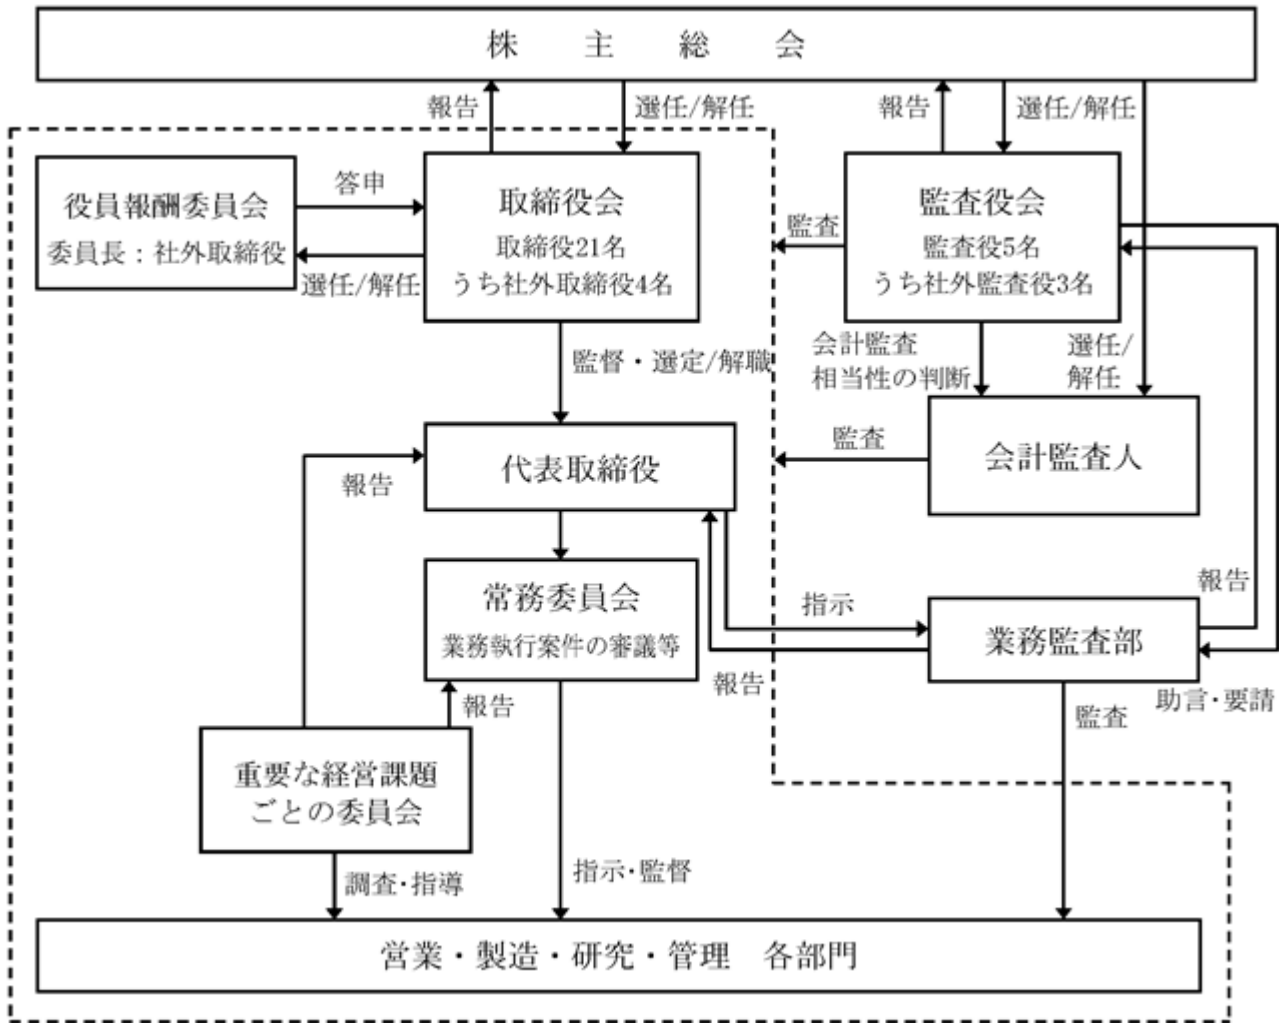 株主総会
報告
選任/解任
報告
選任/解任
役員報酬委員会
委員長：社外取締役
答申
選任/解任
取締役会
取締役21名
うち社外取締役4名
監査
監査役会
監査役5名
うち社外監査役3名
監督・選定/解職
会計監査
相当性の判断
選任/
解任
代表取締役
報告
監査
会計監査人
常務委員会
業務執行案件の審議等
指示
報告
業務監査部
報告
助言・要請
報告
監査
重要な経営課題
ごとの委員会
調査・指導
指示・監督
営業・製造・研究・管理　各部門